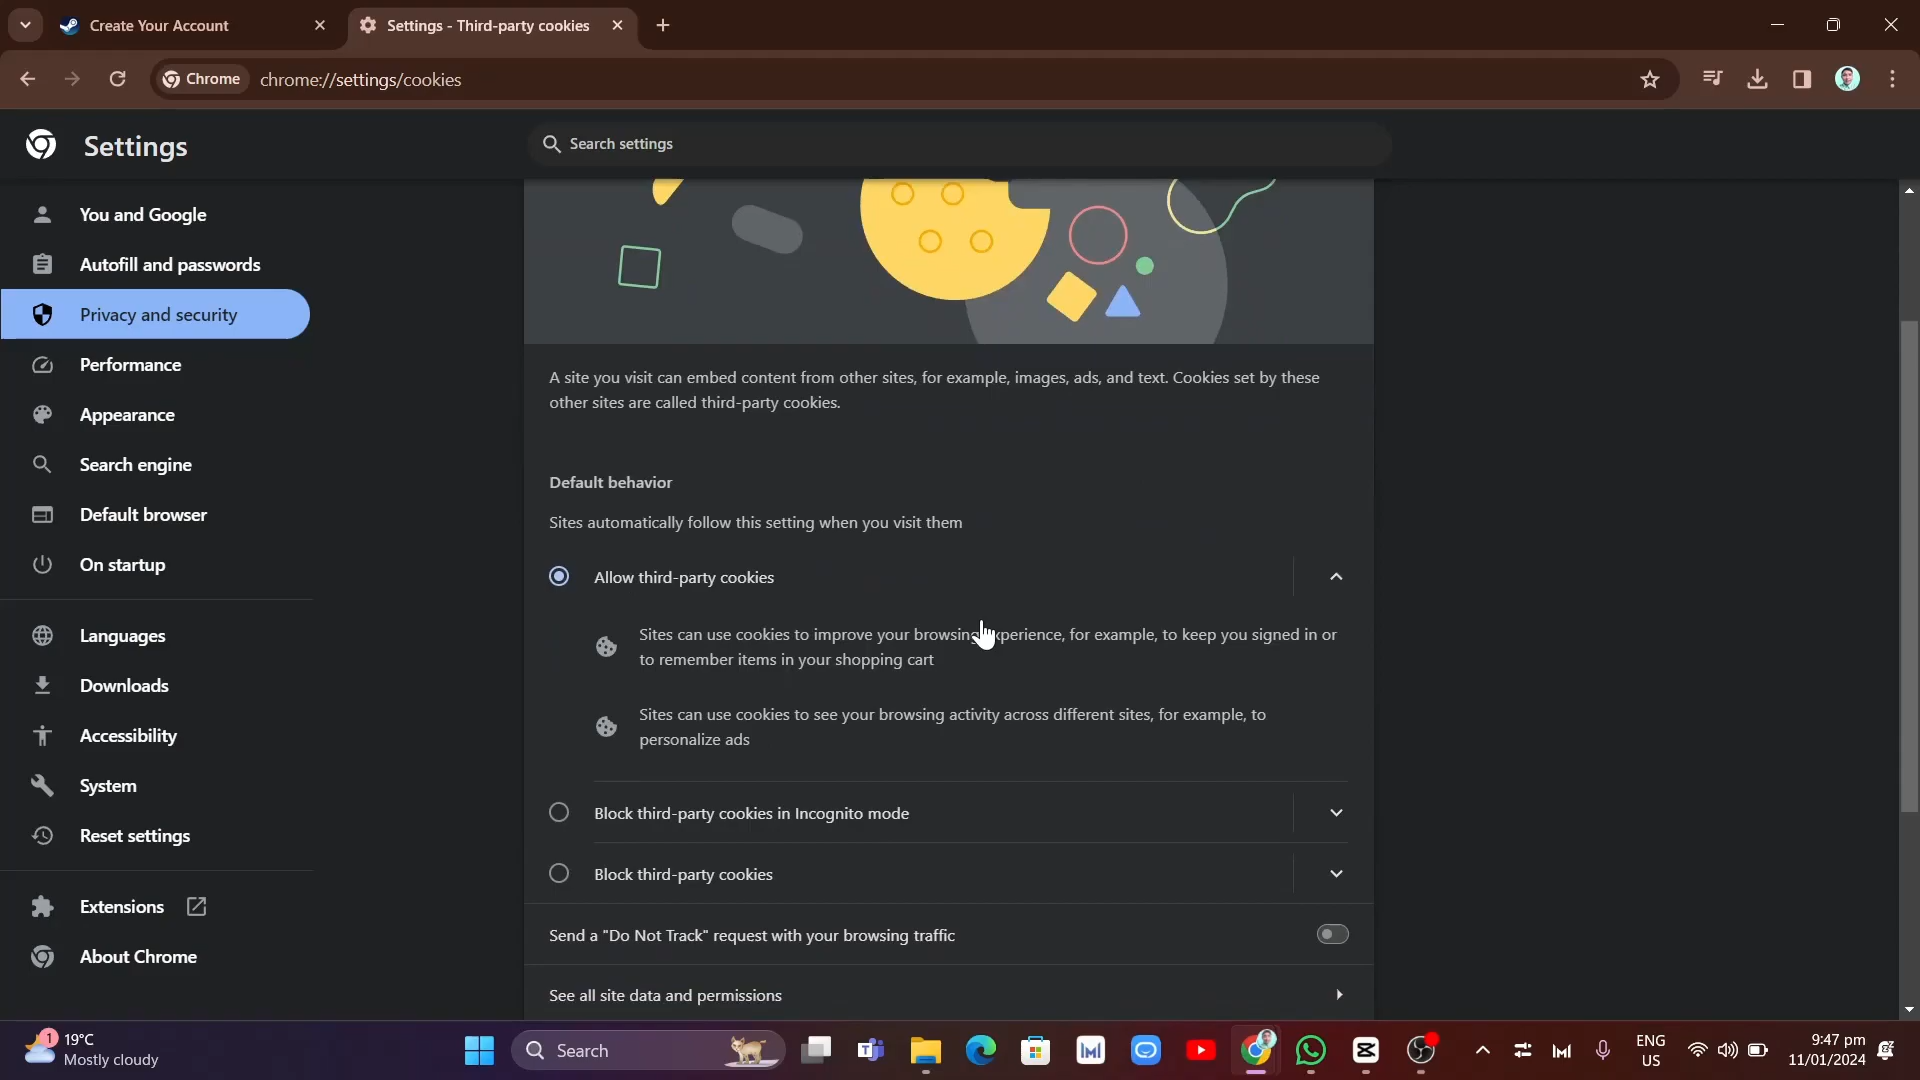 Create Your Account
Settings - Third-party cookies
Chrome
chrome://settings/cookies
Settings
Search settings
You and Google
Autofill and passwords
Privacy and security
Performance
Appearance
Search engine
Default browser
On startup
Languages
Downloads
Accessibility
System
Reset settings
Extensions
About Chrome
A site you visit can embed content from other sites, for example, images, ads, and text. Cookies set by these
other sites are called third-party cookies.
Default behavior
Sites automatically follow this setting when you visit them
Allow third-party cookies
Sites can use cookies to improve your browsing experience, for example, to keep you signed in or
to remember items in your shopping cart
Sites can use cookies to see your browsing activity across different sites, for example, to
personalize ads
Block third-party cookies in Incognito mode
Block third-party cookies
Send a "Do Not Track" request with your browsing traffic
See all site data and permissions
1
19°C
Mostly cloudy
Search
ENG
US
9:47 pm
11/01/2024